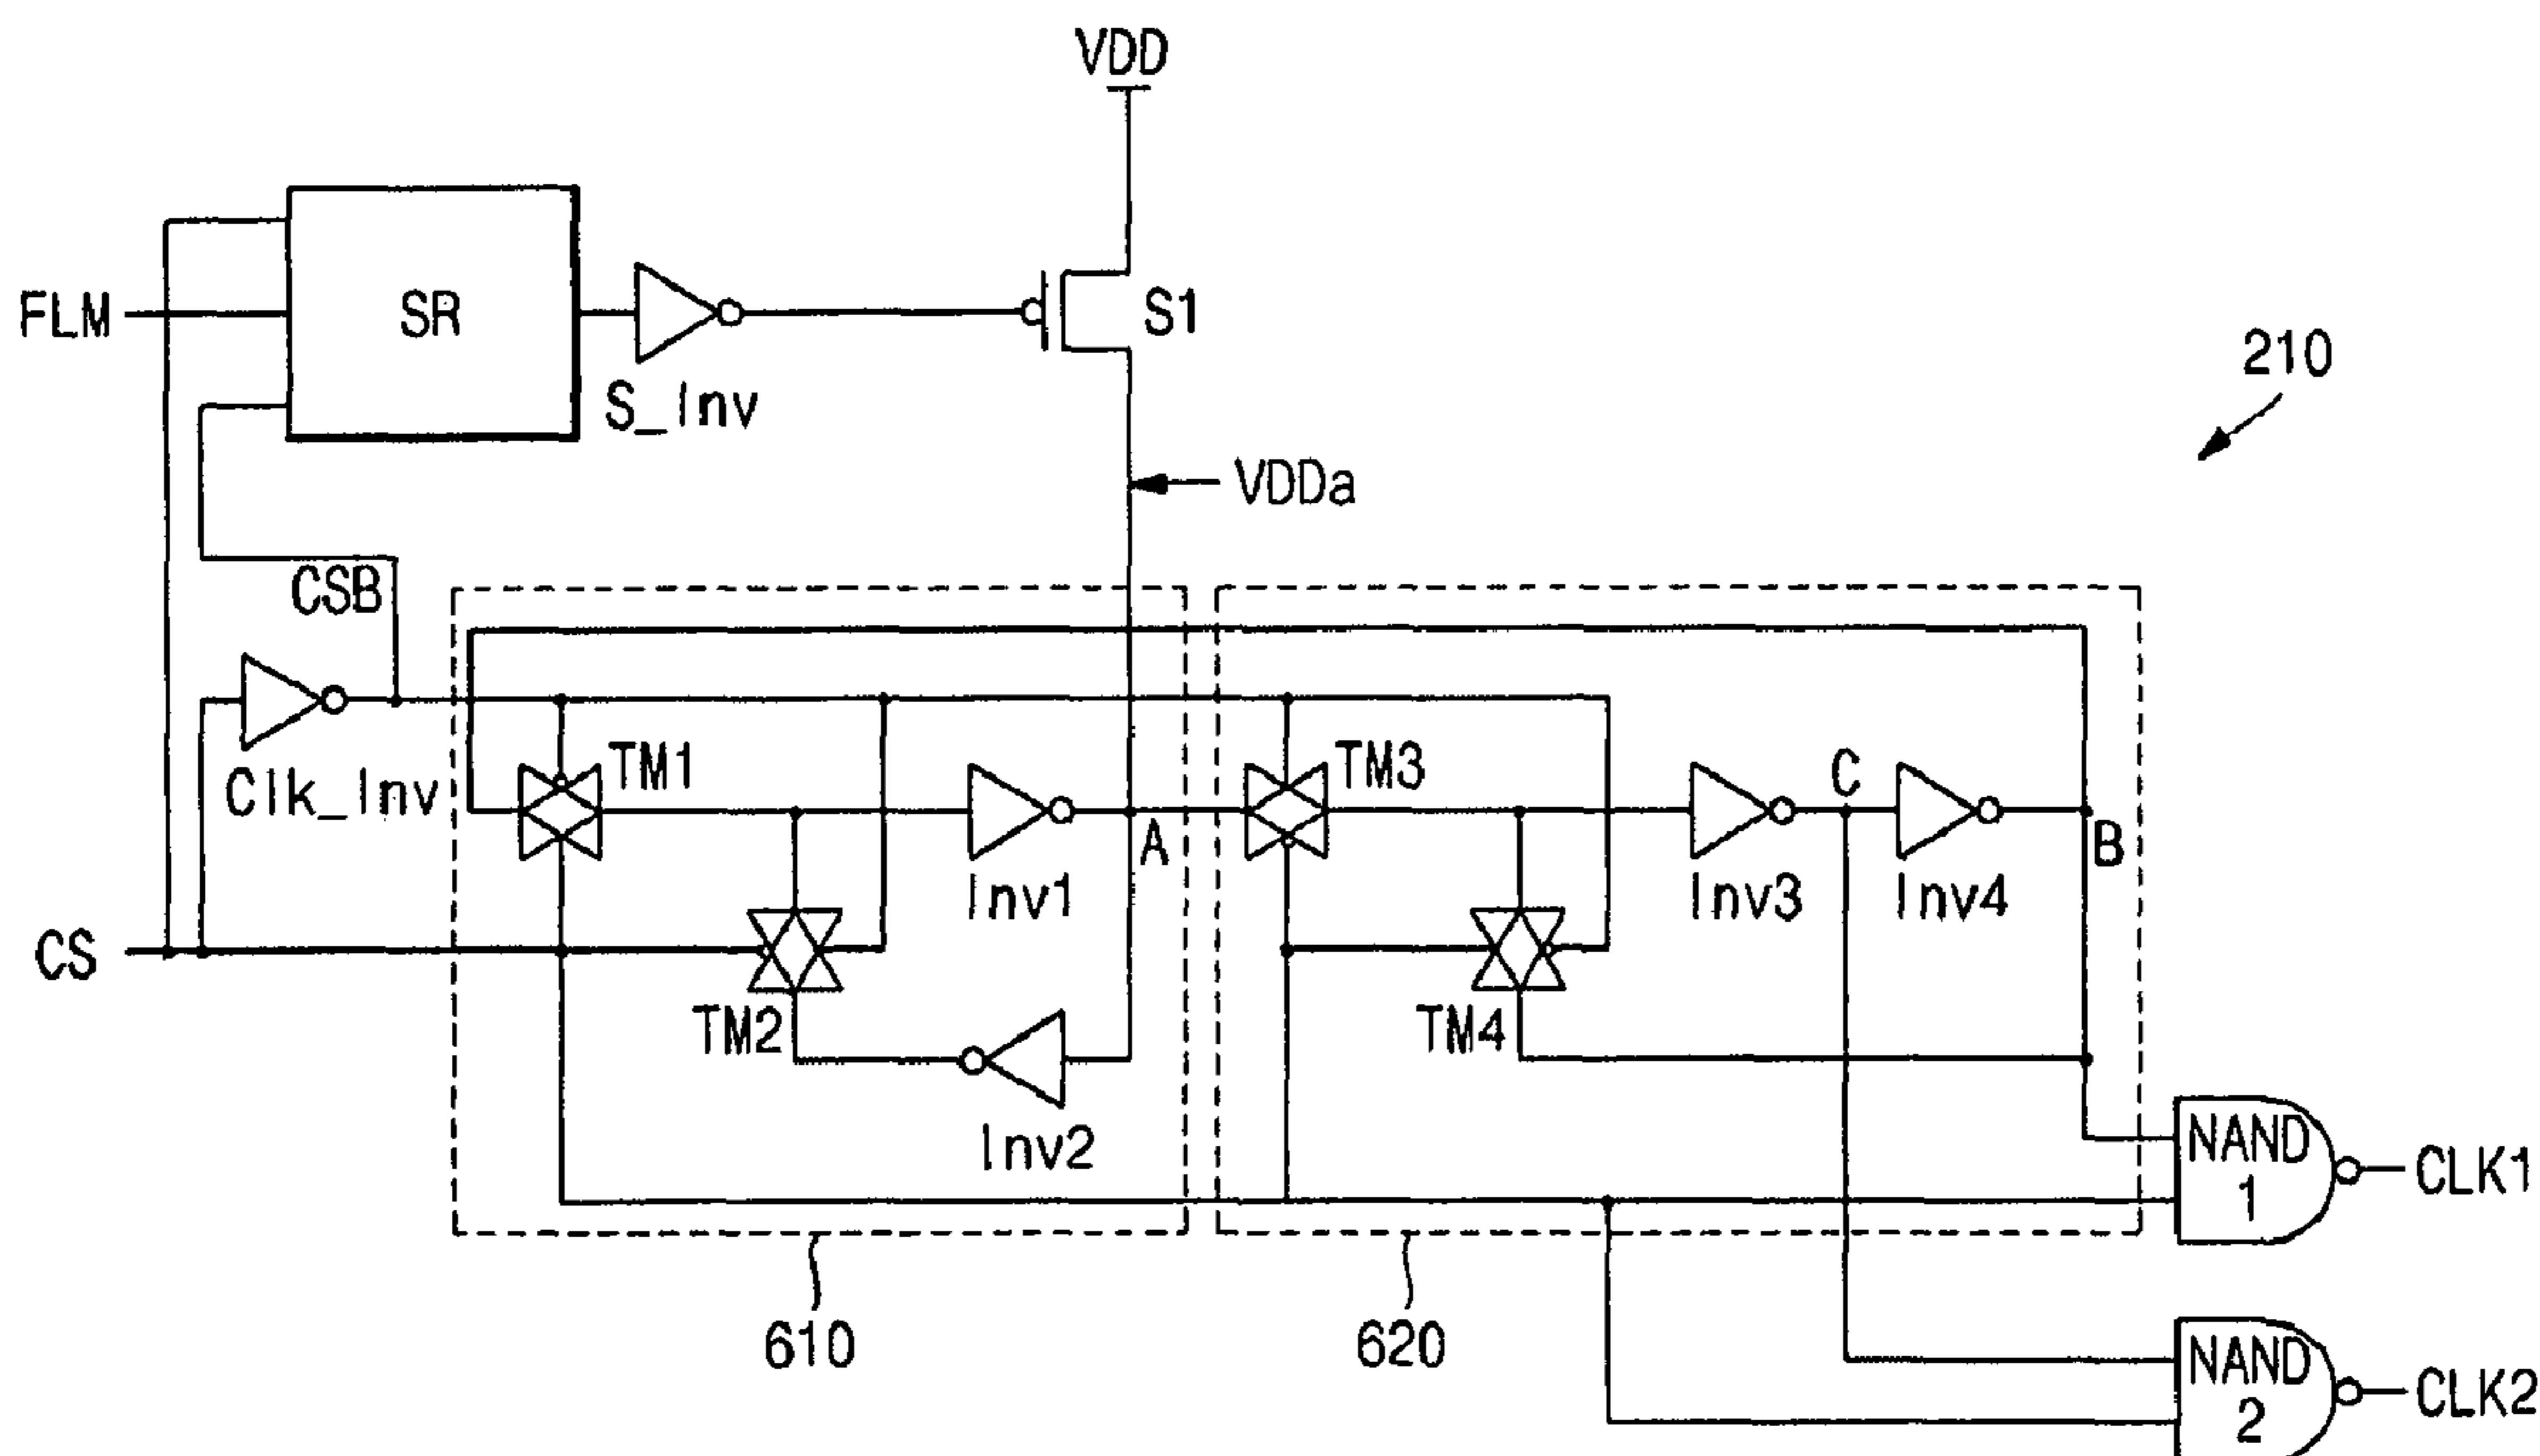 VDD
FLM
SR
S_Inv
S1
210
VDDa
CSB
Clk_Inv
TM1
Inv1
A
TM3
Inv3
C
Inv4
B
CS
TM2
Inv2
TM4
NAND
1
CLK1
610
620
NAND
2
CLK2